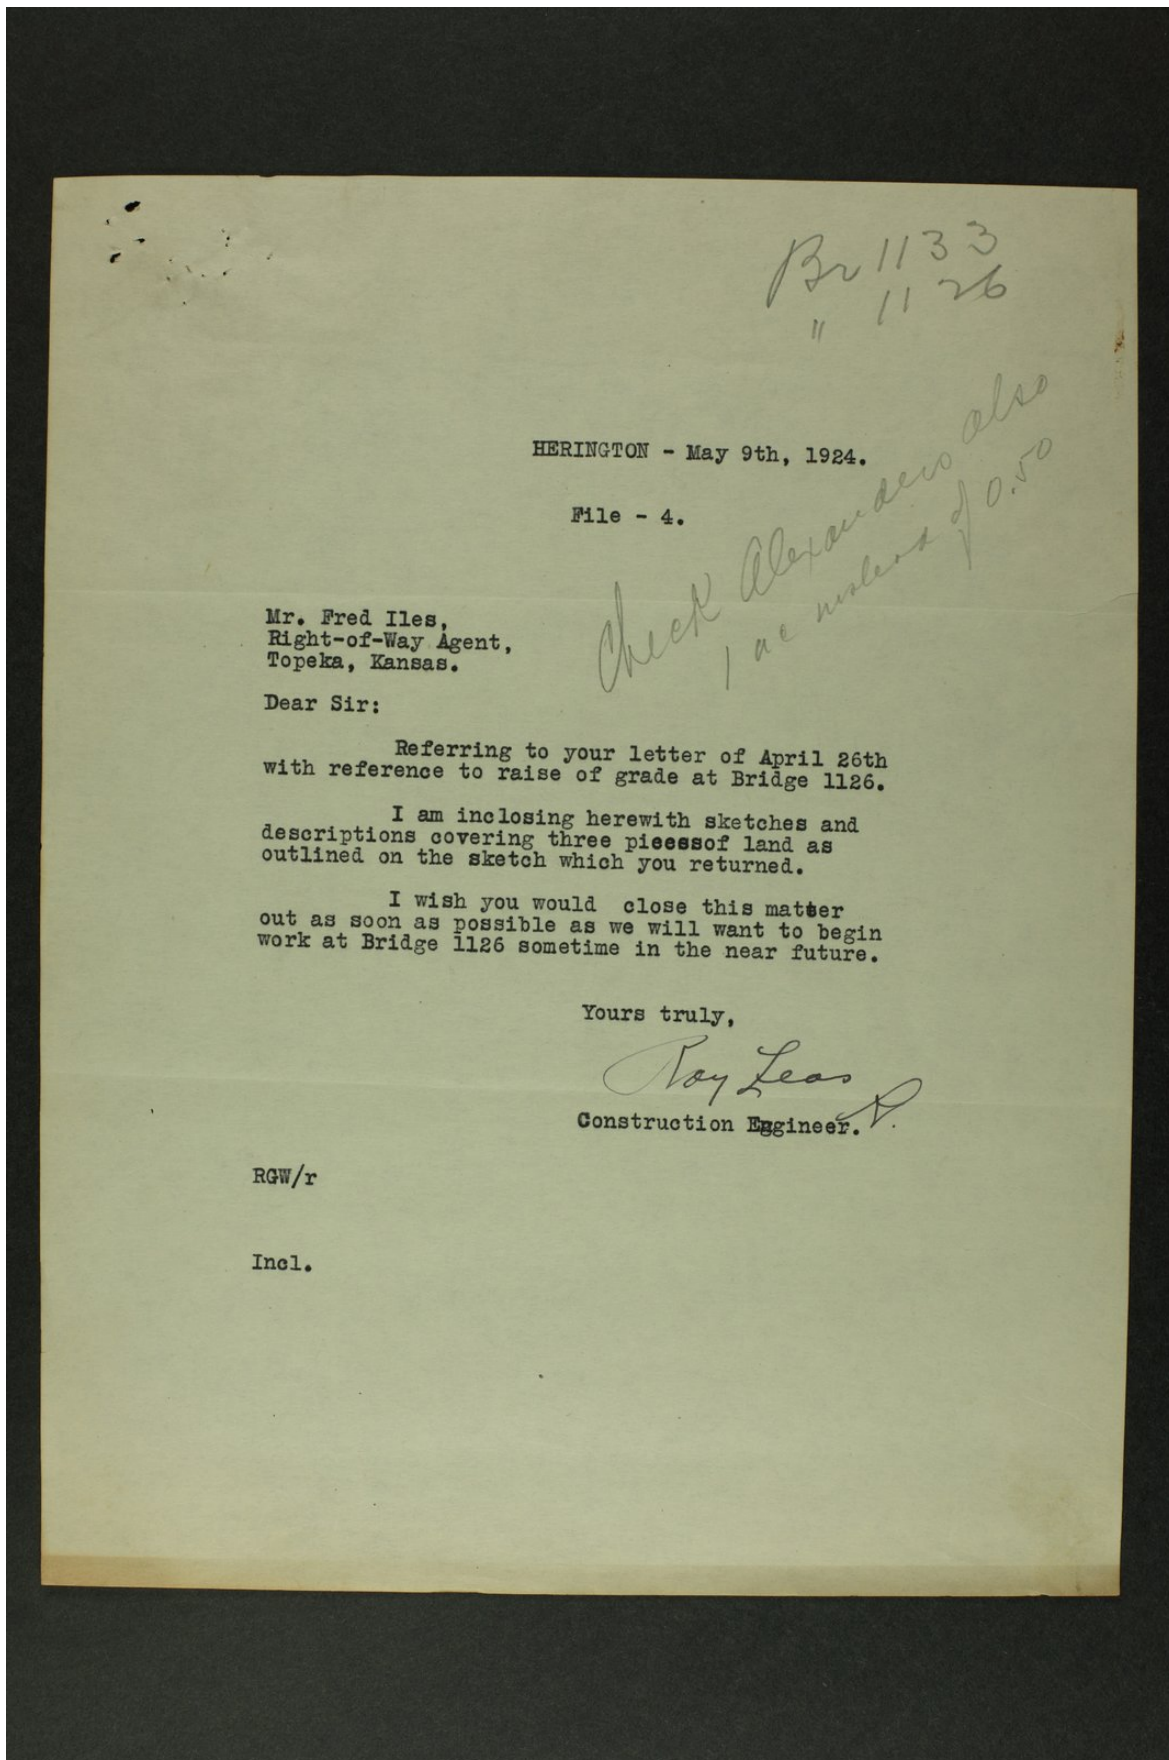 Br 1133
" 1126
Check Alexanders also
1 ac instead of 0.50
HERINGTON - May 9th, 1924.
File - 4.
Mr. Fred Iles,
Right-of-Way Agent,
Topeka, Kansas.
Dear Sir:
Referring to your letter of April 26th
with reference to raise of grade at Bridge 1126.
I am inclosing herewith sketches and
descriptions covering three piecesof land as
outlined on the sketch which you returned.
I wish you would close this matter
out as soon as possible as we will want to begin
work at Bridge 1126 sometime in the near future.
Yours truly,
Roy Leas
Construction Engineer. R.
RGW/r
Incl.